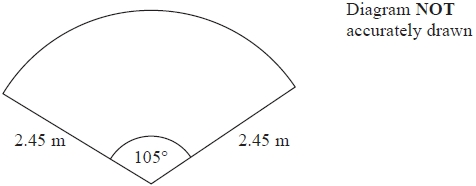 Diagram NOT
accurately drawn
2.45 m
2.45 m
105°